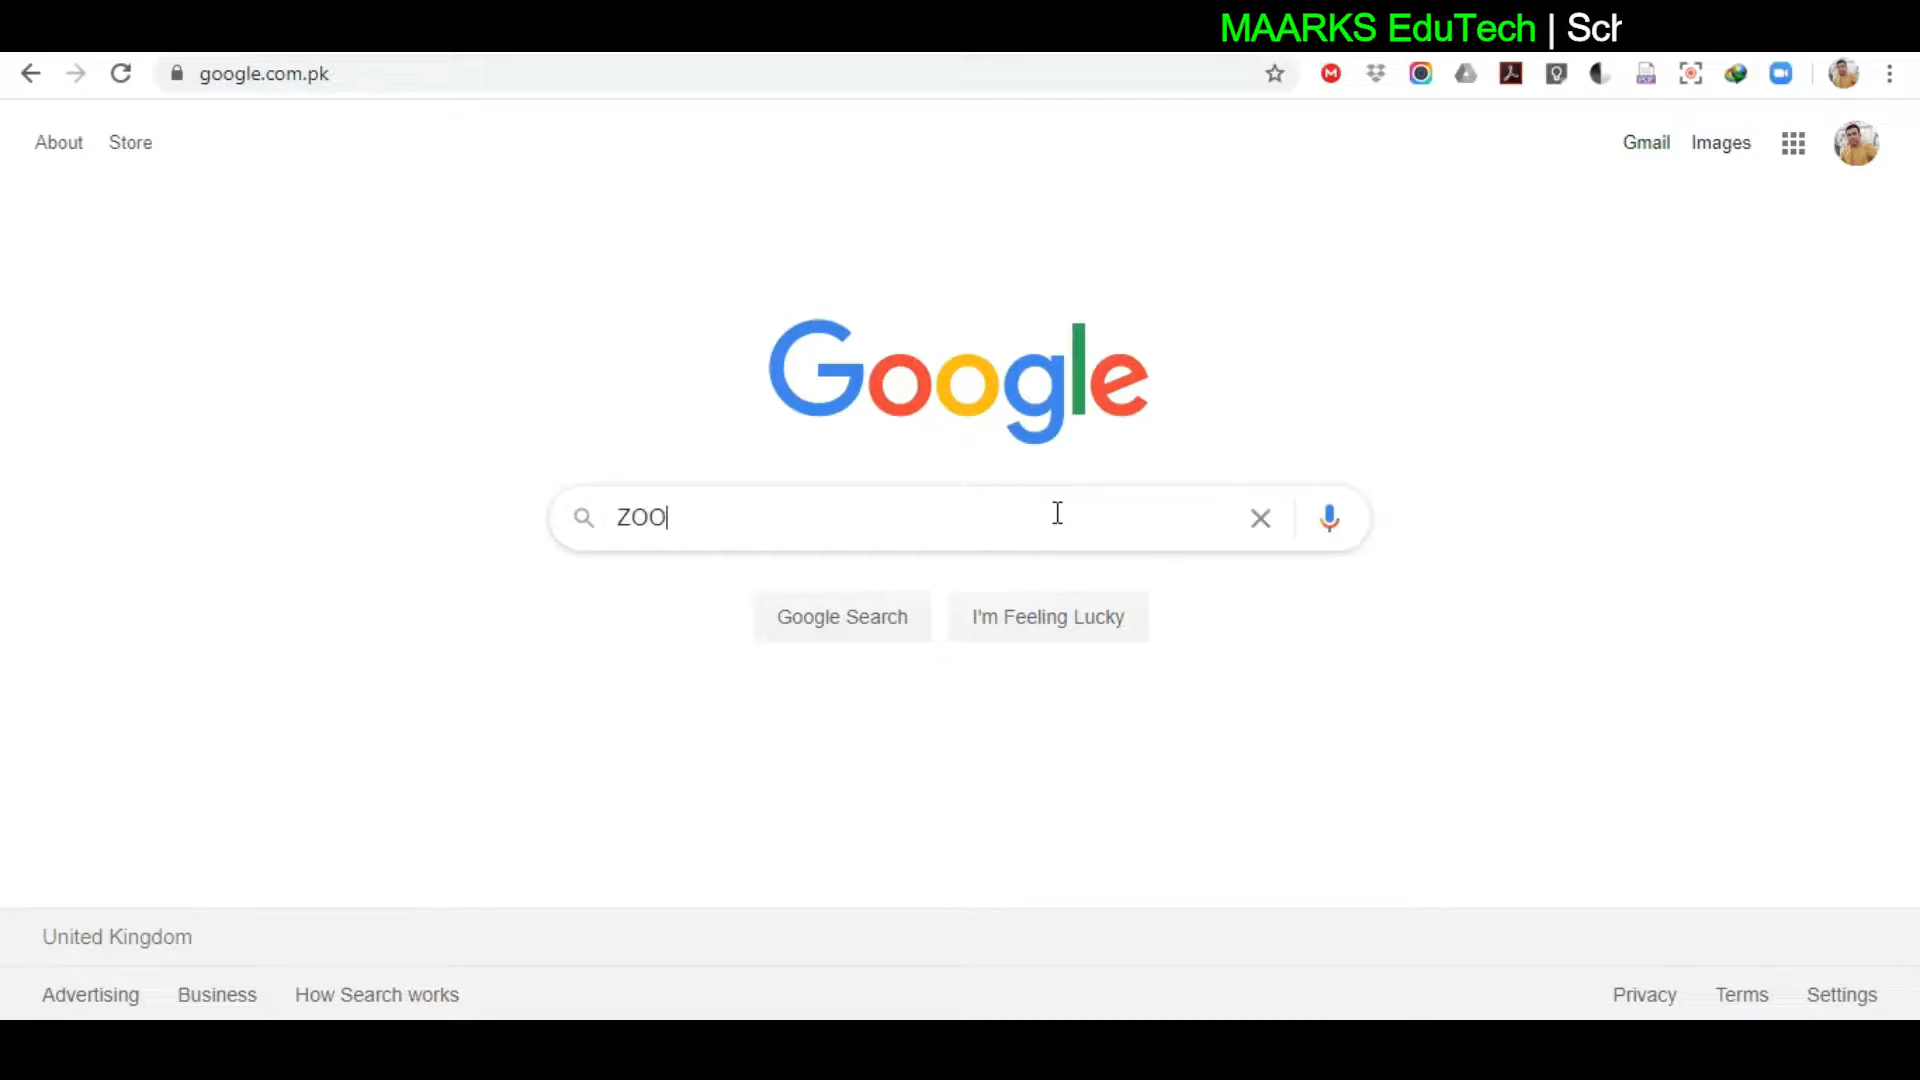 MAARKS EduTech | Sch
google.com.pk
About Store
Gmail Images
Google
ZOO
Google Search I'm Feeling Lucky
United Kingdom
Advertising Business How Search works
Privacy Terms Settings